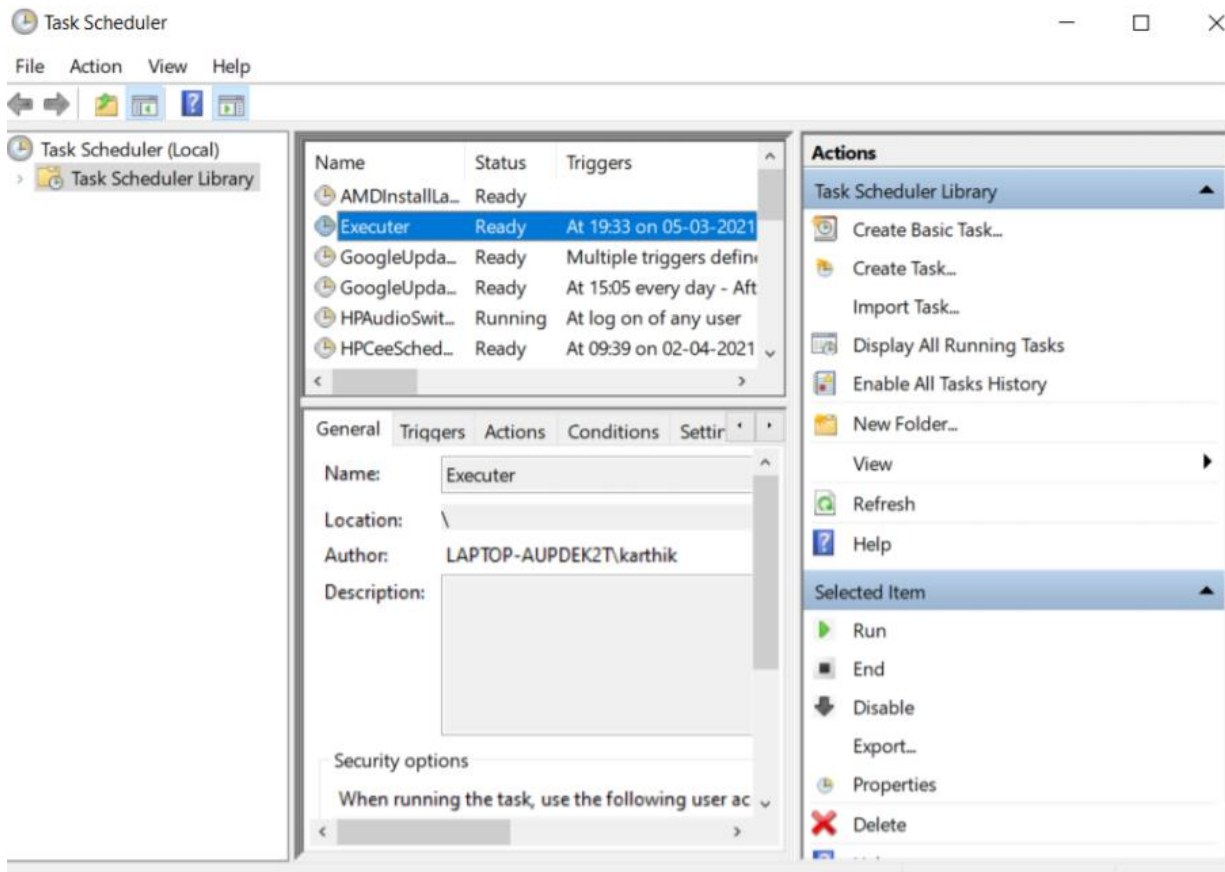 Task Scheduler
File Action View Help
Task Scheduler (Local)
Task Scheduler Library
Name Status Triggers
AMDInstallLa... Ready
Executer Ready At 19:33 on 05-03-2021
GoogleUpda... Ready Multiple triggers define
GoogleUpda... Ready At 15:05 every day - Aft
HPAudioSwit... Running At log on of any user
HPCeeSched... Ready At 09:39 on 02-04-2021
General Triggers Actions Conditions Settin
Name: Executer
Location: \
Author: LAPTOP-AUPDEK2T\karthik
Description:
Security options
When running the task, use the following user ac
Actions
Task Scheduler Library
Create Basic Task...
Create Task...
Import Task...
Display All Running Tasks
Enable All Tasks History
New Folder...
View
Refresh
Help
Selected Item
Run
End
Disable
Export...
Properties
Delete